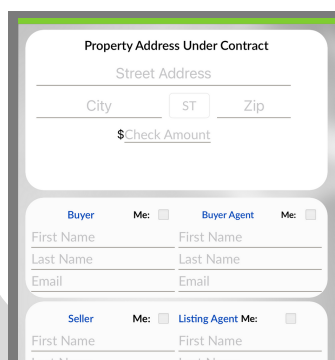 Property Address Under Contract
Street Address
City ST Zip
$Check Amount
Buyer Me: Buyer Agent Me:
First Name First Name
Last Name Last Name
Email Email
Seller Me: Listing Agent Me:
First Name First Name